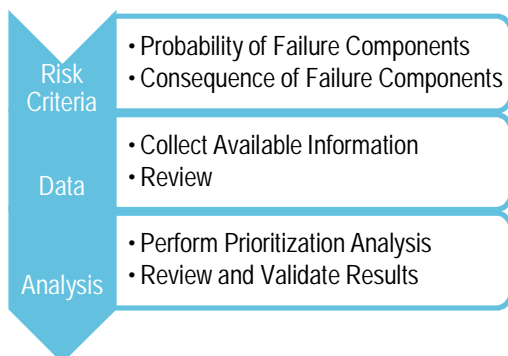 Risk
Criteria
• Probability of Failure Components
• Consequence of Failure Components
Data
• Collect Available Information
• Review
Analysis
• Perform Prioritization Analysis
• Review and Validate Results